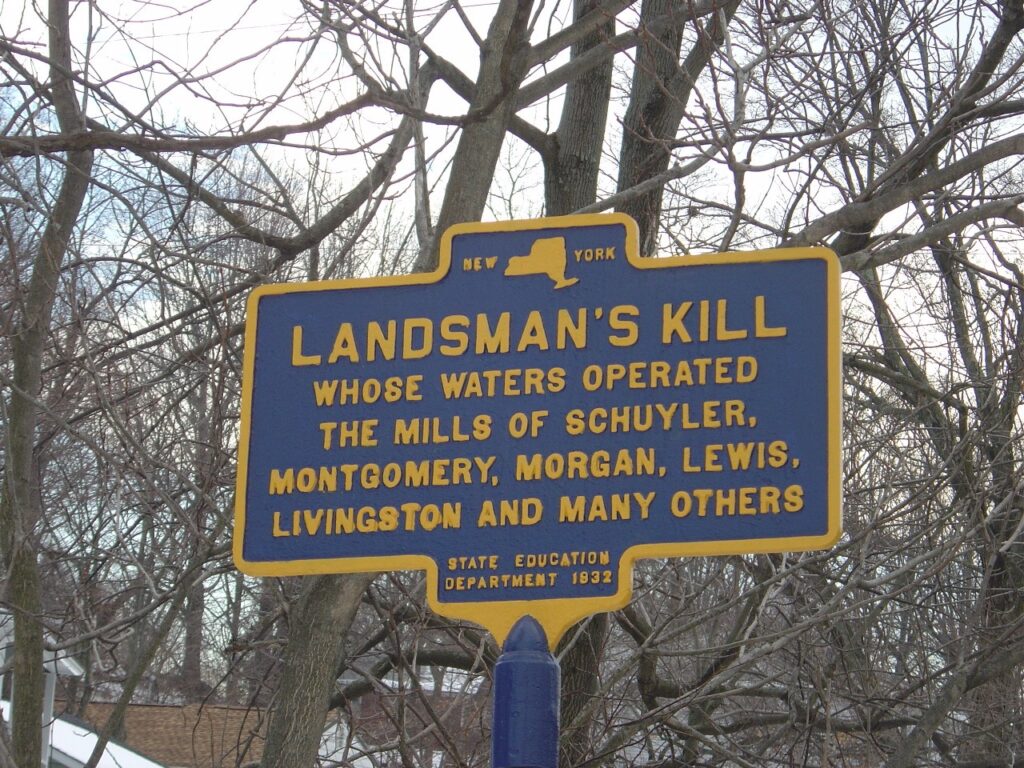 NEW YORK
LANDSMAN'S KILL
WHOSE WATERS OPERATED
THE MILLS OF SCHUYLER,
MONTGOMERY, MORGAN, LEWIS,
LIVINGSTON AND MANY OTHERS
STATE EDUCATION
DEPARTMENT 1932